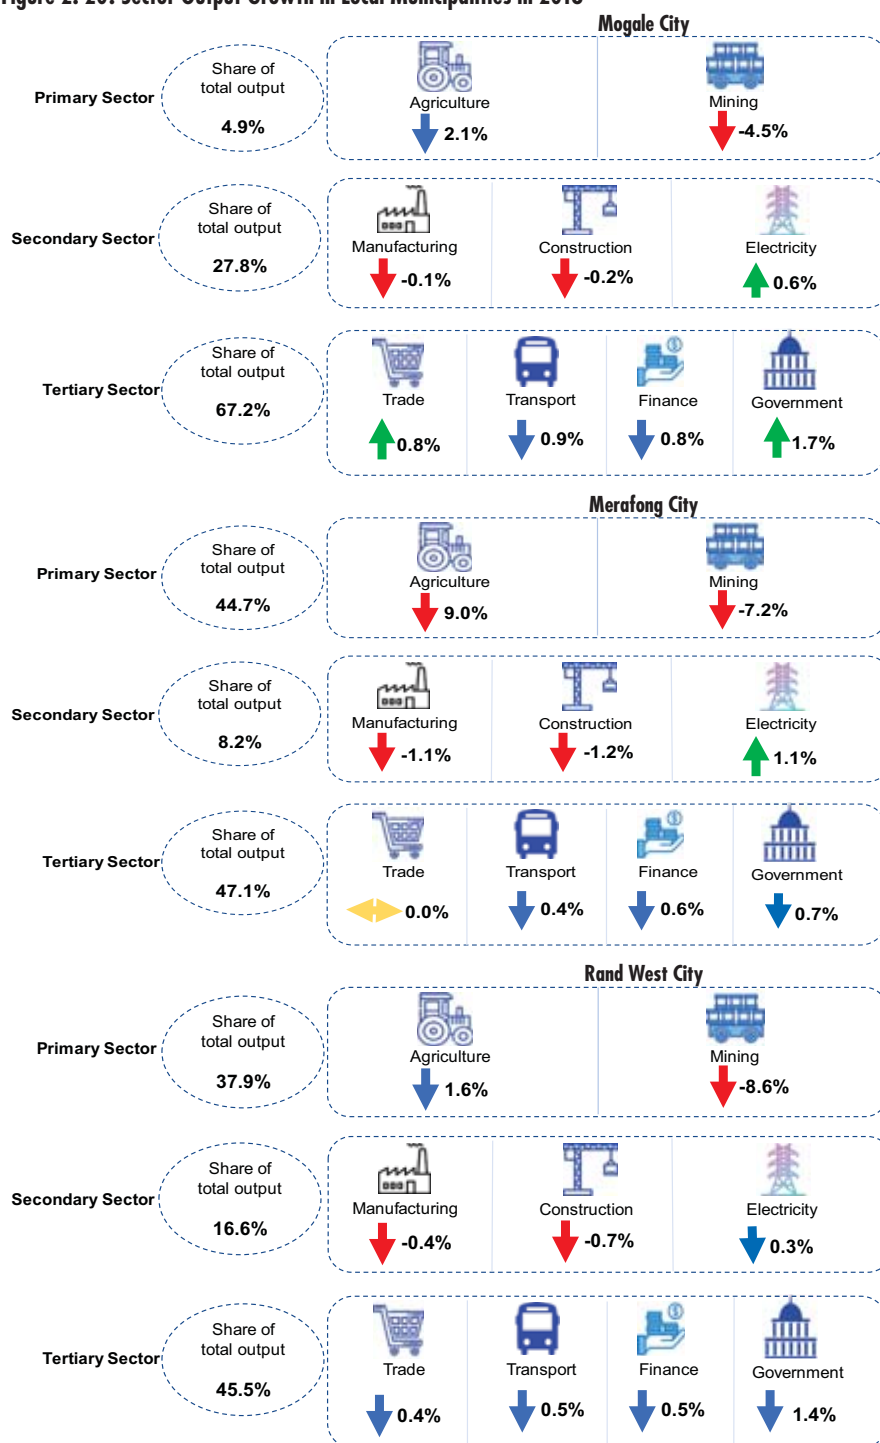 Mogale City
Primary Sector
Share of
total output
4.9%
Agriculture
2.1%
Mining
-4.5%
Secondary Sector
Share of
total output
27.8%
Manufacturing
-0.1%
Construction
-0.2%
Electricity
0.6%
Tertiary Sector
Share of
total output
67.2%
Trade
0.8%
Transport
0.9%
Finance
0.8%
Government
1.7%
Merafong City
Primary Sector
Share of
total output
44.7%
Agriculture
9.0%
Mining
-7.2%
Secondary Sector
Share of
total output
8.2%
Manufacturing
-1.1%
Construction
-1.2%
Electricity
1.1%
Tertiary Sector
Share of
total output
47.1%
Trade
0.0%
Transport
0.4%
Finance
0.6%
Government
0.7%
Rand West City
Primary Sector
Share of
total output
37.9%
Agriculture
1.6%
Mining
-8.6%
Secondary Sector
Share of
total output
16.6%
Manufacturing
-0.4%
Construction
-0.7%
Electricity
0.3%
Tertiary Sector
Share of
total output
45.5%
Trade
0.4%
Transport
0.5%
Finance
0.5%
Government
1.4%